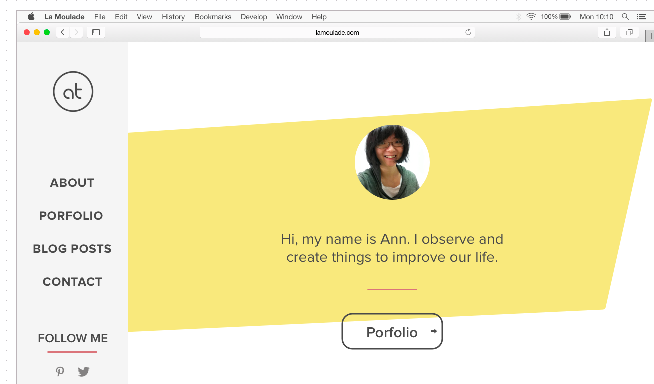 La Moulade File Edit View History Bookmarks Develop Window Help 100% Mon 10:10
lamoulade.com
at
ABOUT
PORFOLIO
BLOG POSTS
CONTACT
FOLLOW ME
Hi, my name is Ann. I observe and
create things to improve our life.
Porfolio